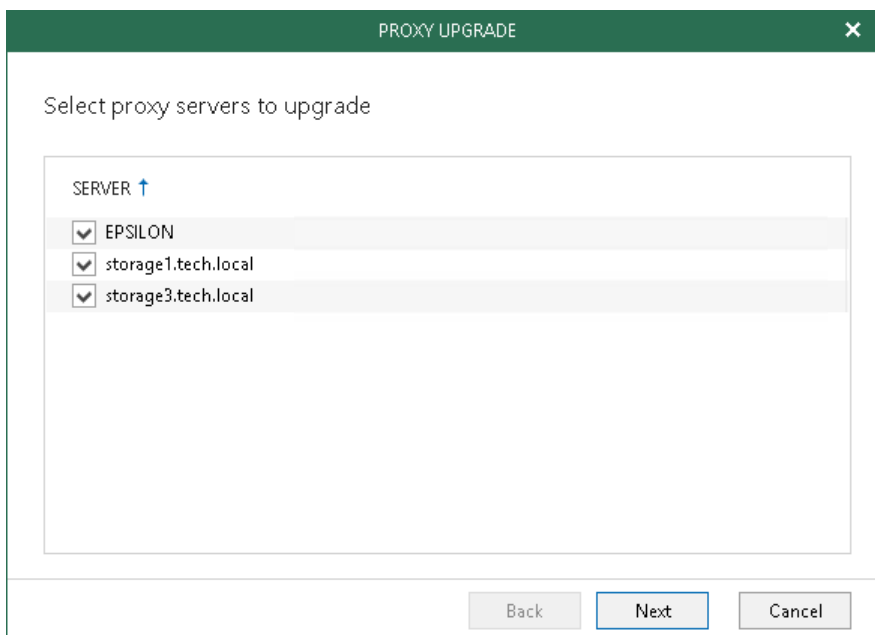 PROXY UPGRADE
Select proxy servers to upgrade
SERVER
EPSILON
storage1.tech.local
storage3.tech.local
Back Next Cancel